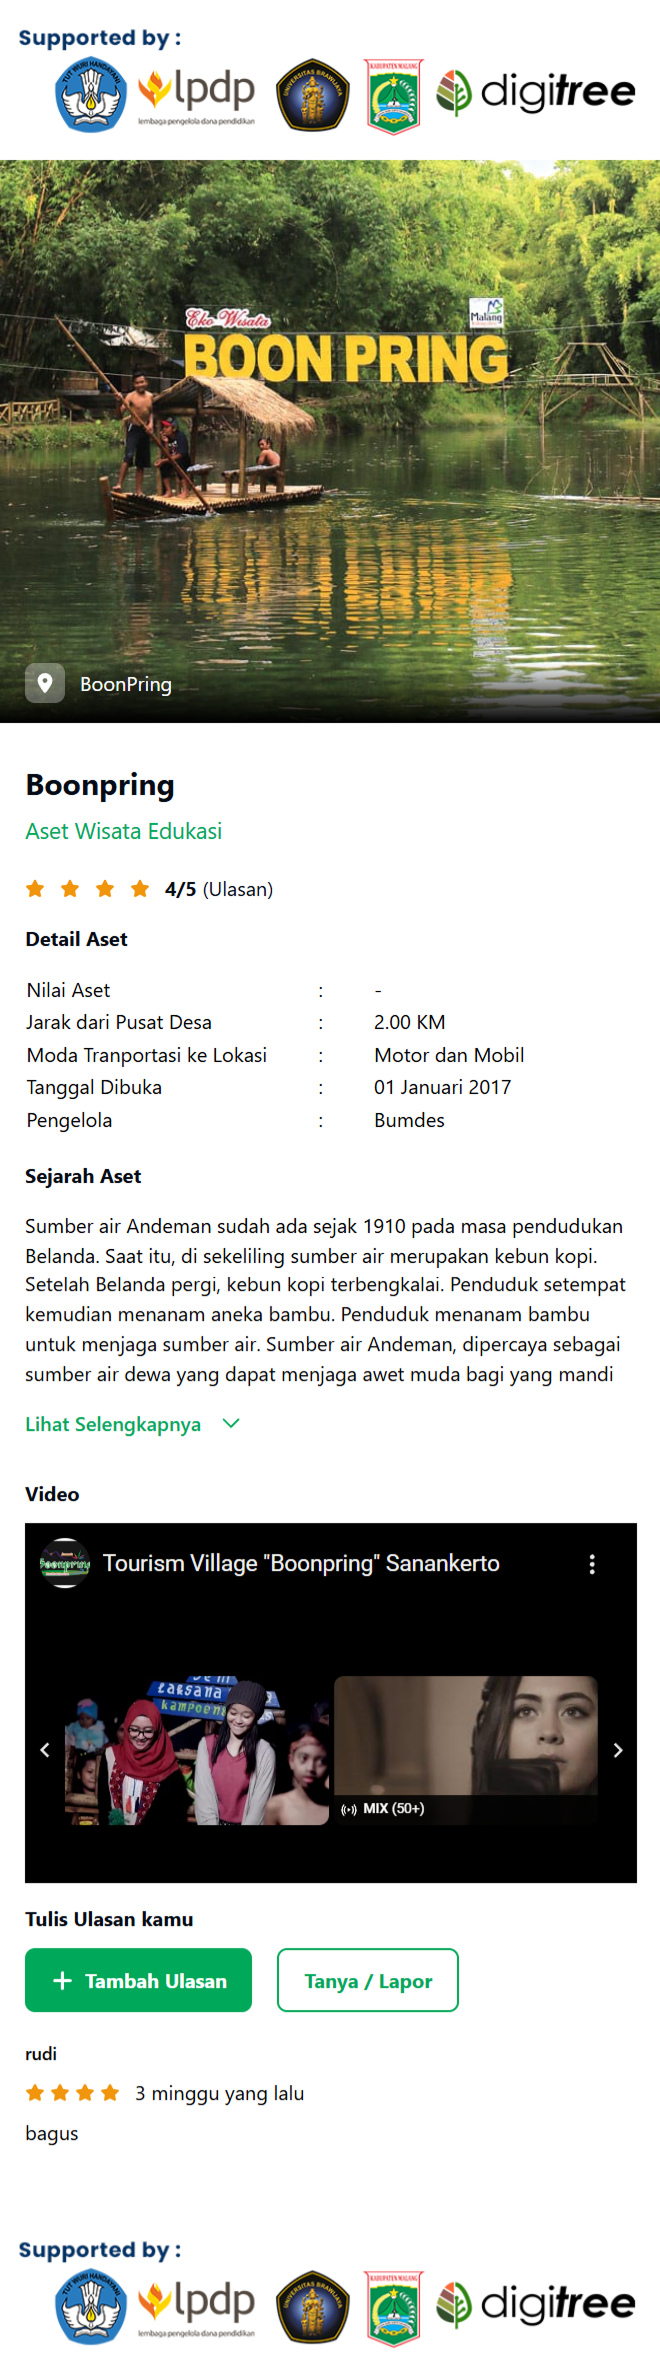 Supported by :
TUT WURI HANDAYANI
lpdp
lembaga pengelola dana pendidikan
UNIVERSITAS BRAWIJAYA
KABUPATEN MALANG
digitree
Eko Wisata
Malang
BOON PRING
BoonPring
Boonpring
Aset Wisata Edukasi
4/5 (Ulasan)
Detail Aset
Nilai Aset : -
Jarak dari Pusat Desa : 2.00 KM
Moda Tranportasi ke Lokasi : Motor dan Mobil
Tanggal Dibuka : 01 Januari 2017
Pengelola : Bumdes
Sejarah Aset
Sumber air Andeman sudah ada sejak 1910 pada masa pendudukan
Belanda. Saat itu, di sekeliling sumber air merupakan kebun kopi.
Setelah Belanda pergi, kebun kopi terbengkalai. Penduduk setempat
kemudian menanam aneka bambu. Penduduk menanam bambu
untuk menjaga sumber air. Sumber air Andeman, dipercaya sebagai
sumber air dewa yang dapat menjaga awet muda bagi yang mandi
Lihat Selengkapnya
Video
Boonpring
Tourism Village "Boonpring" Sanankerto
Laksana
kampoen
MIX (50+)
Tulis Ulasan kamu
+ Tambah Ulasan
Tanya / Lapor
rudi
3 minggu yang lalu
bagus
Supported by :
TUT WURI HANDAYANI
lpdp
lembaga pengelola dana pendidikan
UNIVERSITAS BRAWIJAYA
KABUPATEN MALANG
digitree